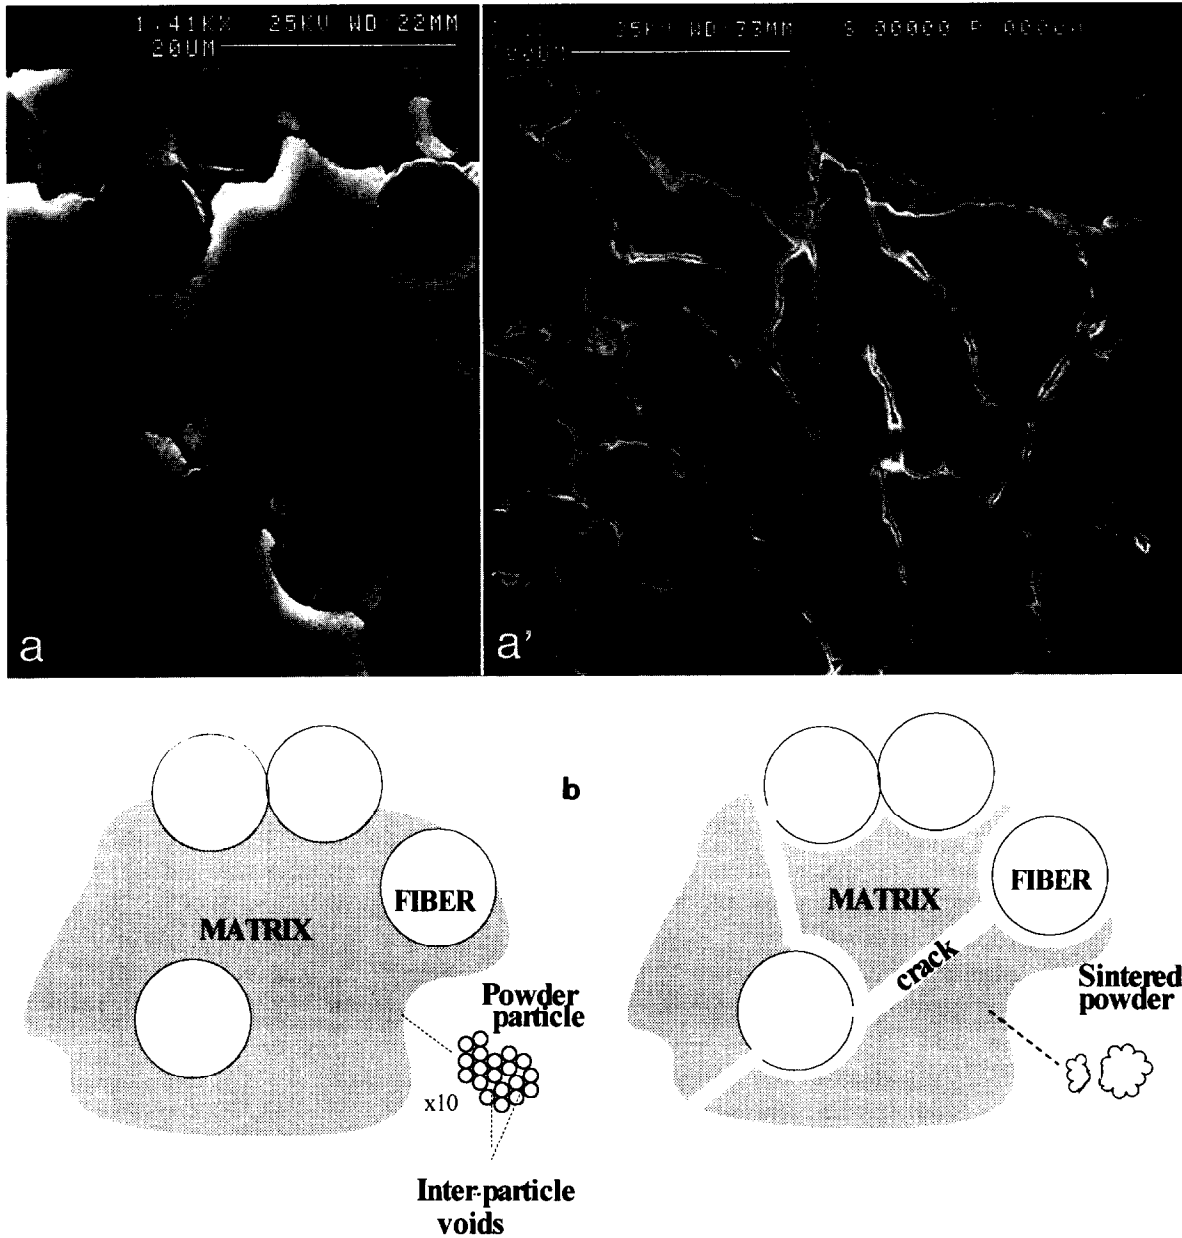 1.41KX 25KV WD:22MM
20UM
25KV WD:33MM S:00000 P:00000
a
a'
b
FIBER
MATRIX
Powder
particle
x10
Inter-particle
voids
FIBER
MATRIX
crack
Sintered
powder